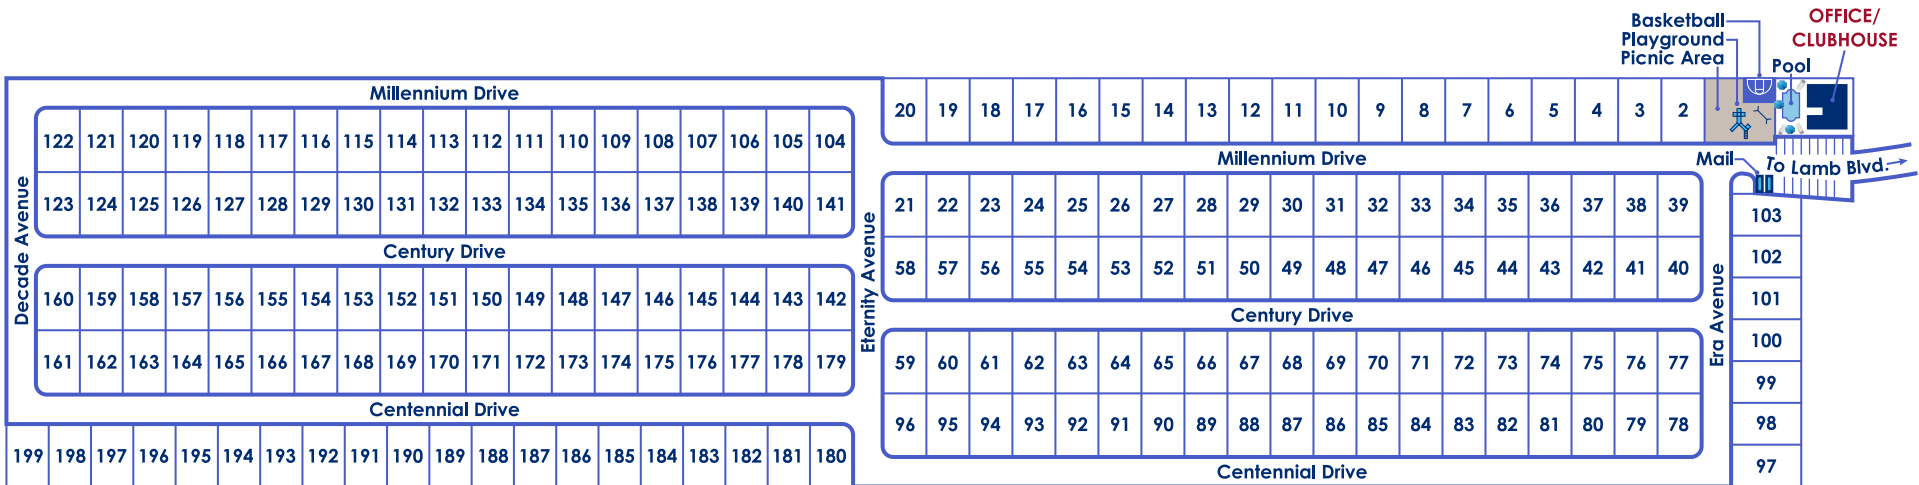 OFFICE/
CLUBHOUSE
Basketball
Playground
Picnic Area
Pool
Millennium Drive
20 19 18 17 16 15 14 13 12 11 10 9 8 7 6 5 4 3 2
122 121 120 119 118 117 116 115 114 113 112 111 110 109 108 107 106 105 104
Millennium Drive
Mail
To Lamb Blvd.
123 124 125 126 127 128 129 130 131 132 133 134 135 136 137 138 139 140 141
21 22 23 24 25 26 27 28 29 30 31 32 33 34 35 36 37 38 39
103
Decade Avenue
Century Drive
Eternity Avenue
58 57 56 55 54 53 52 51 50 49 48 47 46 45 44 43 42 41 40
102
160 159 158 157 156 155 154 153 152 151 150 149 148 147 146 145 144 143 142
101
Century Drive
Era Avenue
100
161 162 163 164 165 166 167 168 169 170 171 172 173 174 175 176 177 178 179
59 60 61 62 63 64 65 66 67 68 69 70 71 72 73 74 75 76 77
99
Centennial Drive
96 95 94 93 92 91 90 89 88 87 86 85 84 83 82 81 80 79 78
98
199 198 197 196 195 194 193 192 191 190 189 188 187 186 185 184 183 182 181 180
97
Centennial Drive